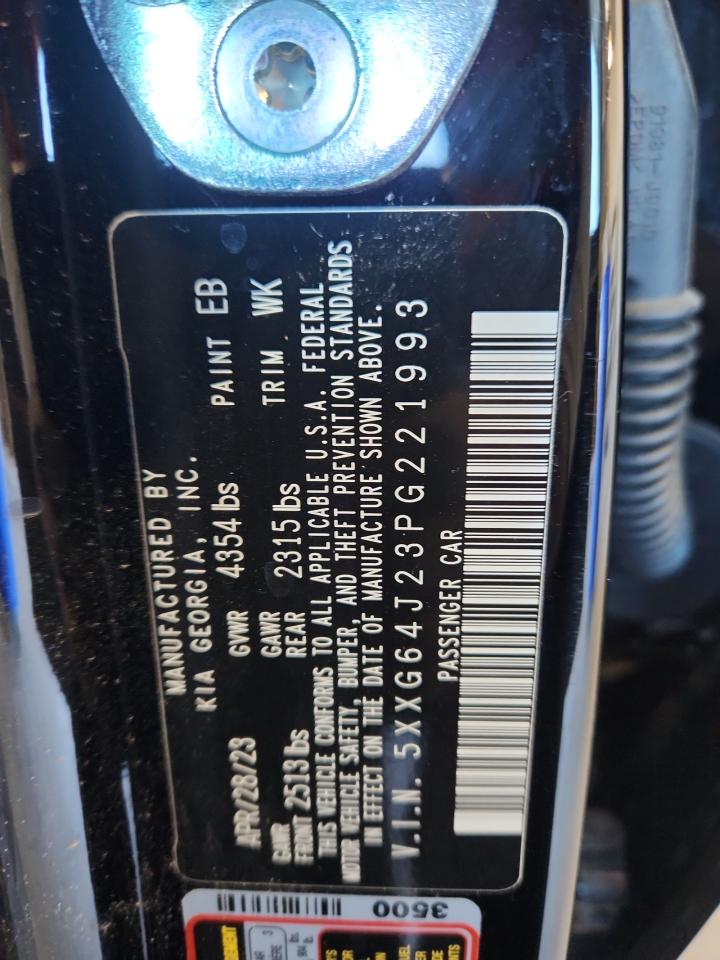 MANUFACTURED BY
KIA GEORGIA, INC.
APR/28/23 GVWR 4354 lbs PAINT EB
GAWR GAWR TRIM WK
FRONT 2513 lbs REAR 2315 lbs
THIS VEHICLE CONFORMS TO ALL APPLICABLE U.S.A. FEDERAL
MOTOR VEHICLE SAFETY, BUMPER, AND THEFT PREVENTION STANDARDS
IN EFFECT ON THE DATE OF MANUFACTURE SHOWN ABOVE.
V.I.N. 5XXG64J23PG221993
PASSENGER CAR
3500